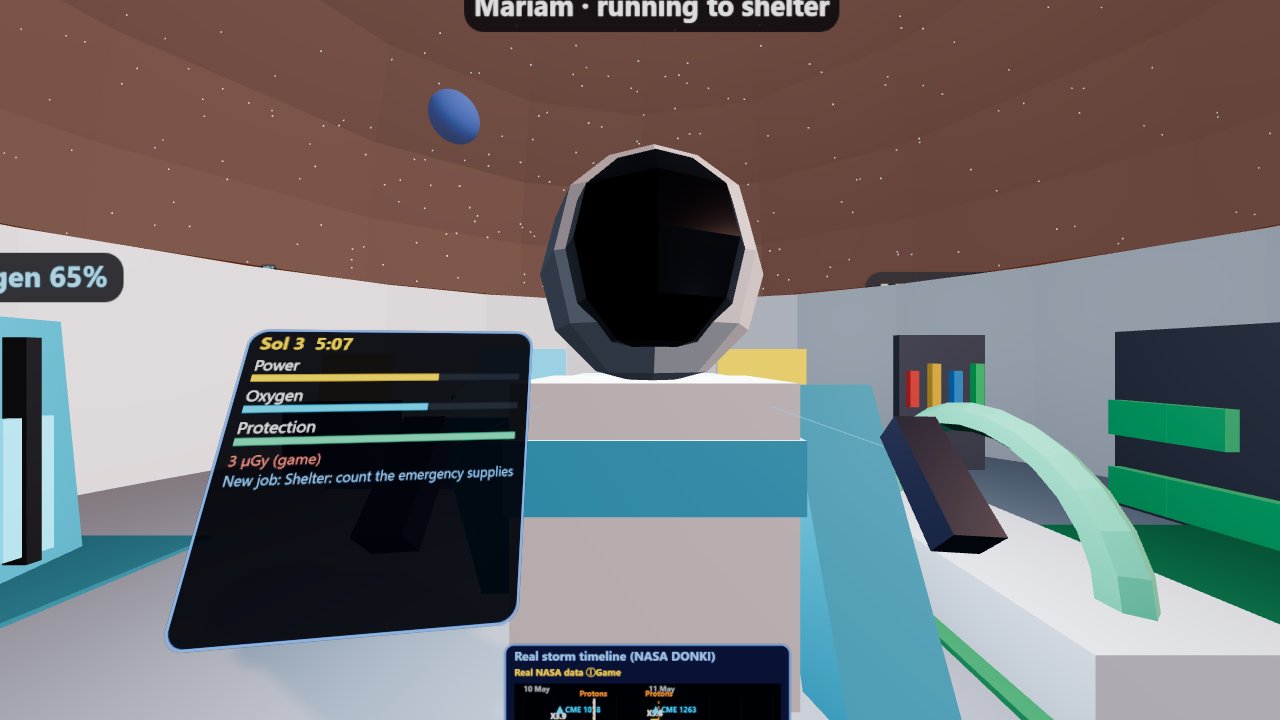 Mariam · running to shelter
gen 65%
Sol 3 5:07
Power
Oxygen
Protection
3 µGy (game)
New job: Shelter: count the emergency supplies
Real storm timeline (NASA DONKI)
Real NASA data ⓘGame
10 May
11 May
Protons
Protons
CME 1263
X3.9